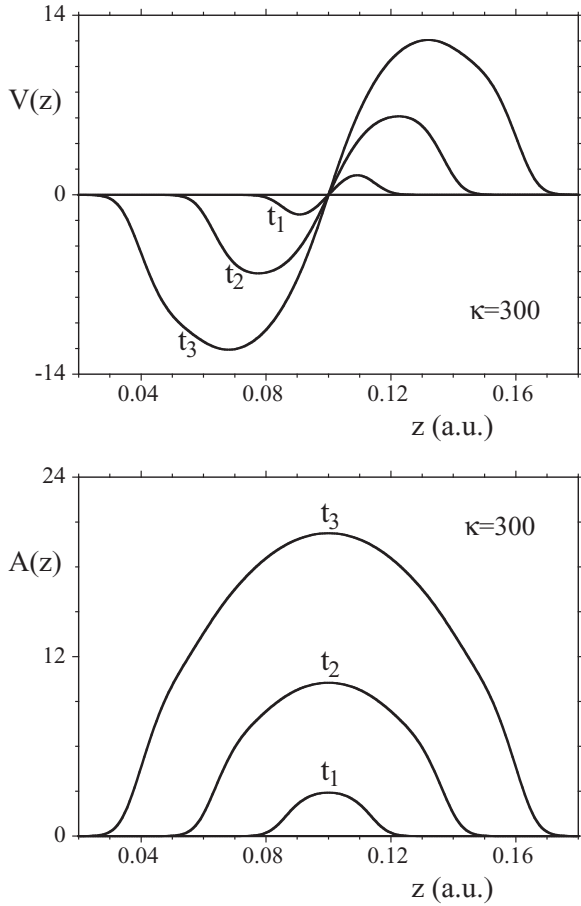 14
V(z)
0
t1
t2
t3
κ=300
-14
0.04 0.08 0.12 0.16
z (a.u.)
24
t3
κ=300
A(z)
12
t2
t1
0
0.04 0.08 0.12 0.16
z (a.u.)